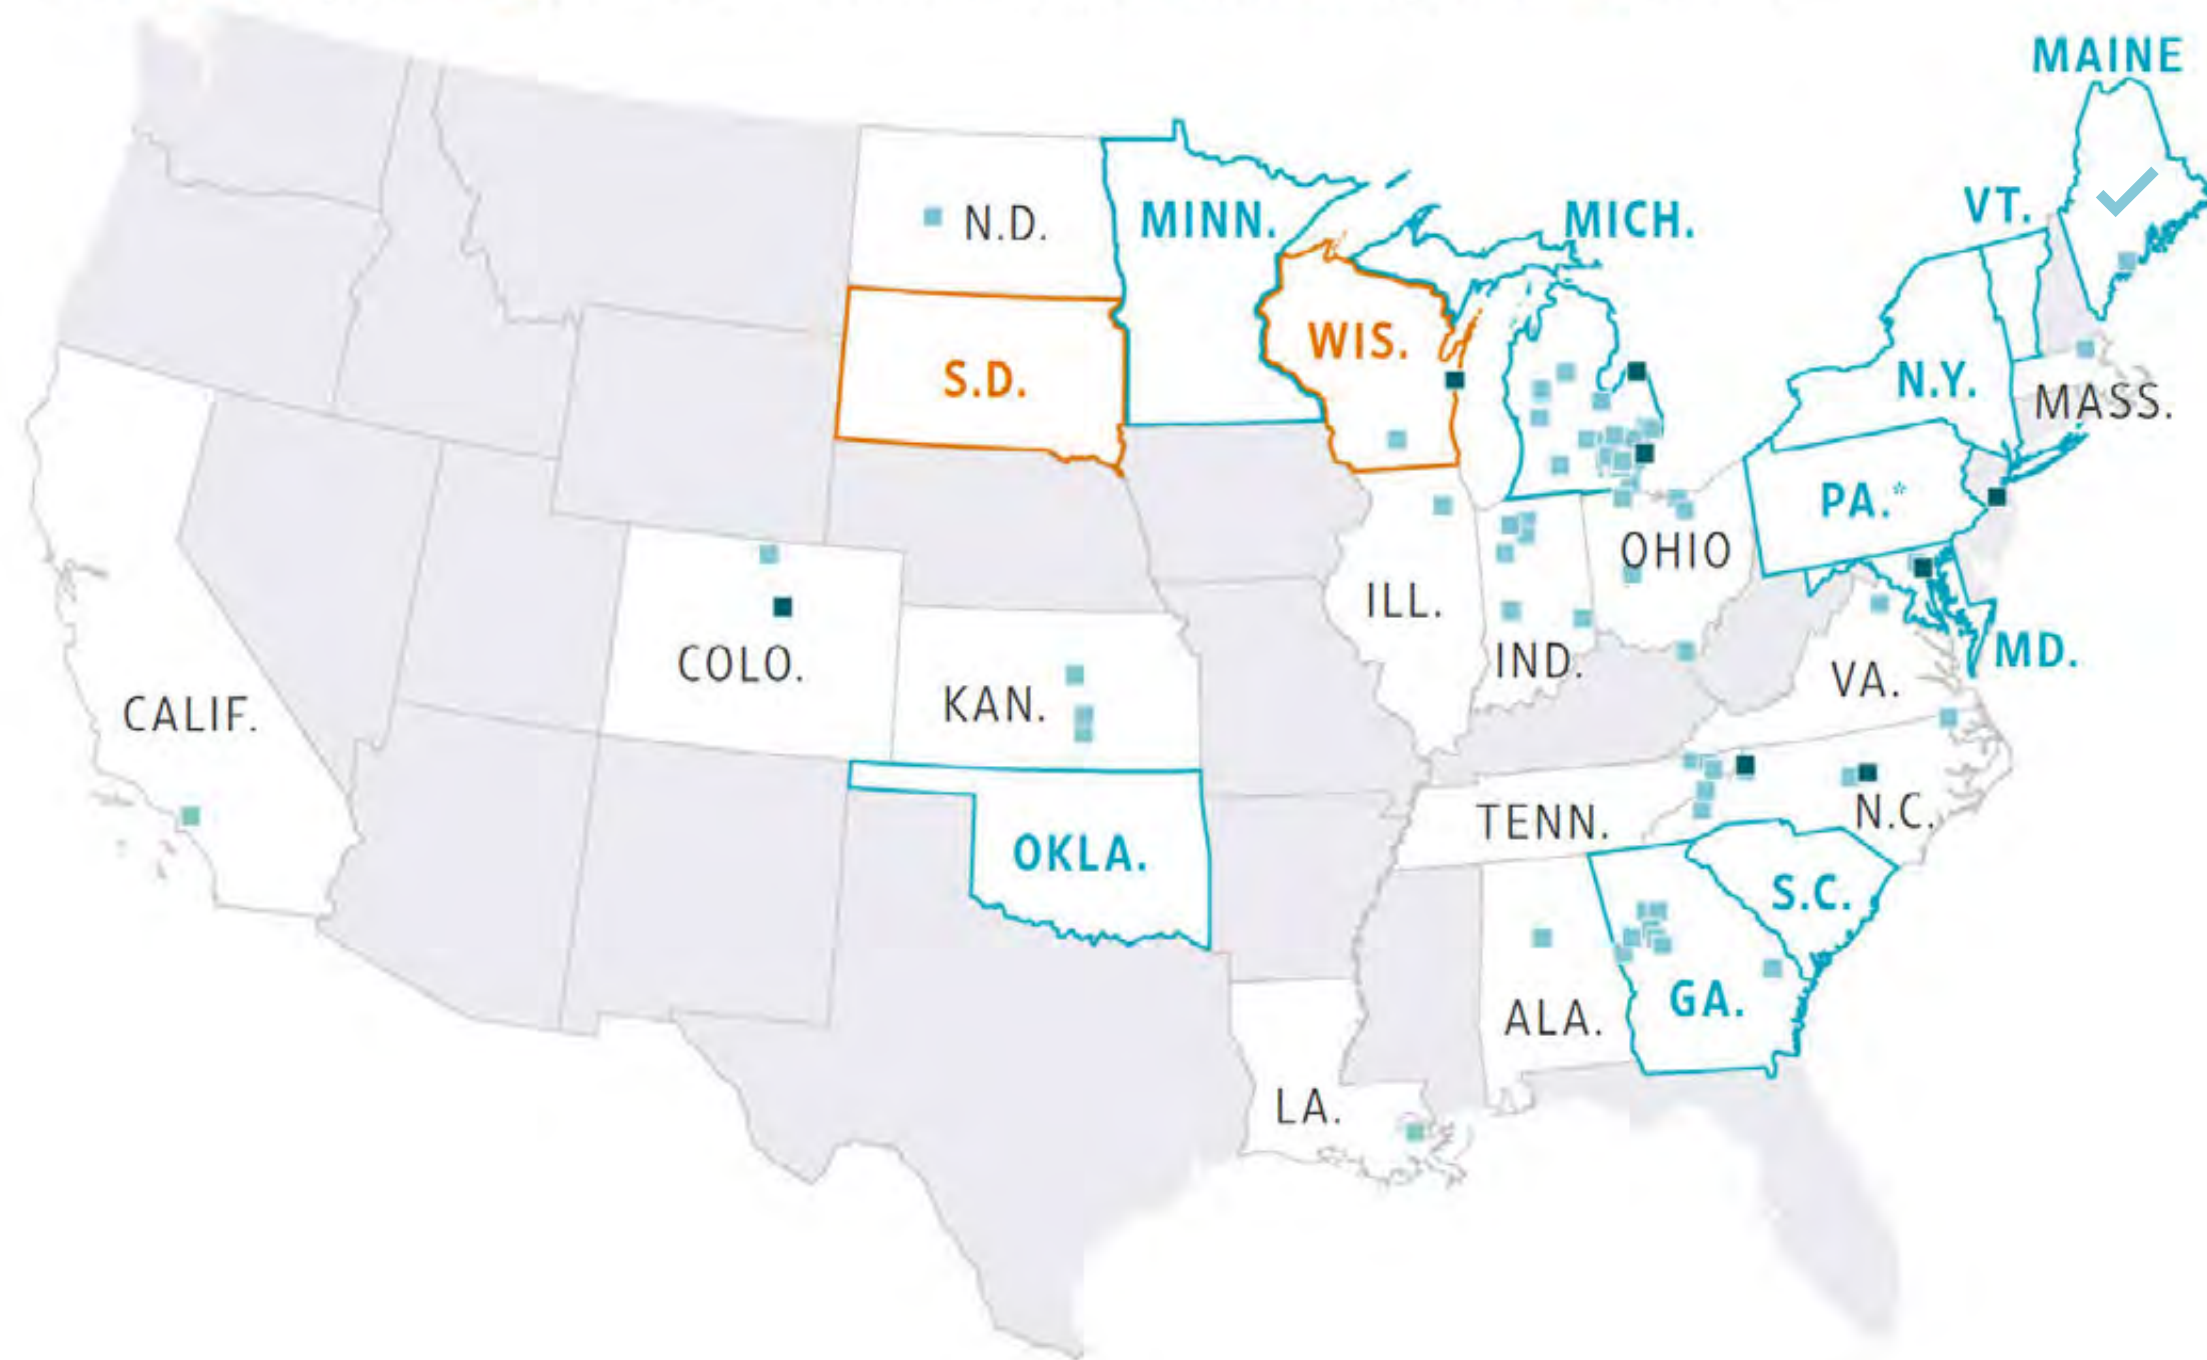 MAINE
VT.
N.D.
MINN.
MICH.
WIS.
S.D.
N.Y.
MASS.
PA.*
OHIO
ILL.
IND.
MD.
COLO.
KAN.
VA.
CALIF.
TENN.
N.C.
OKLA.
S.C.
GA.
ALA.
LA.